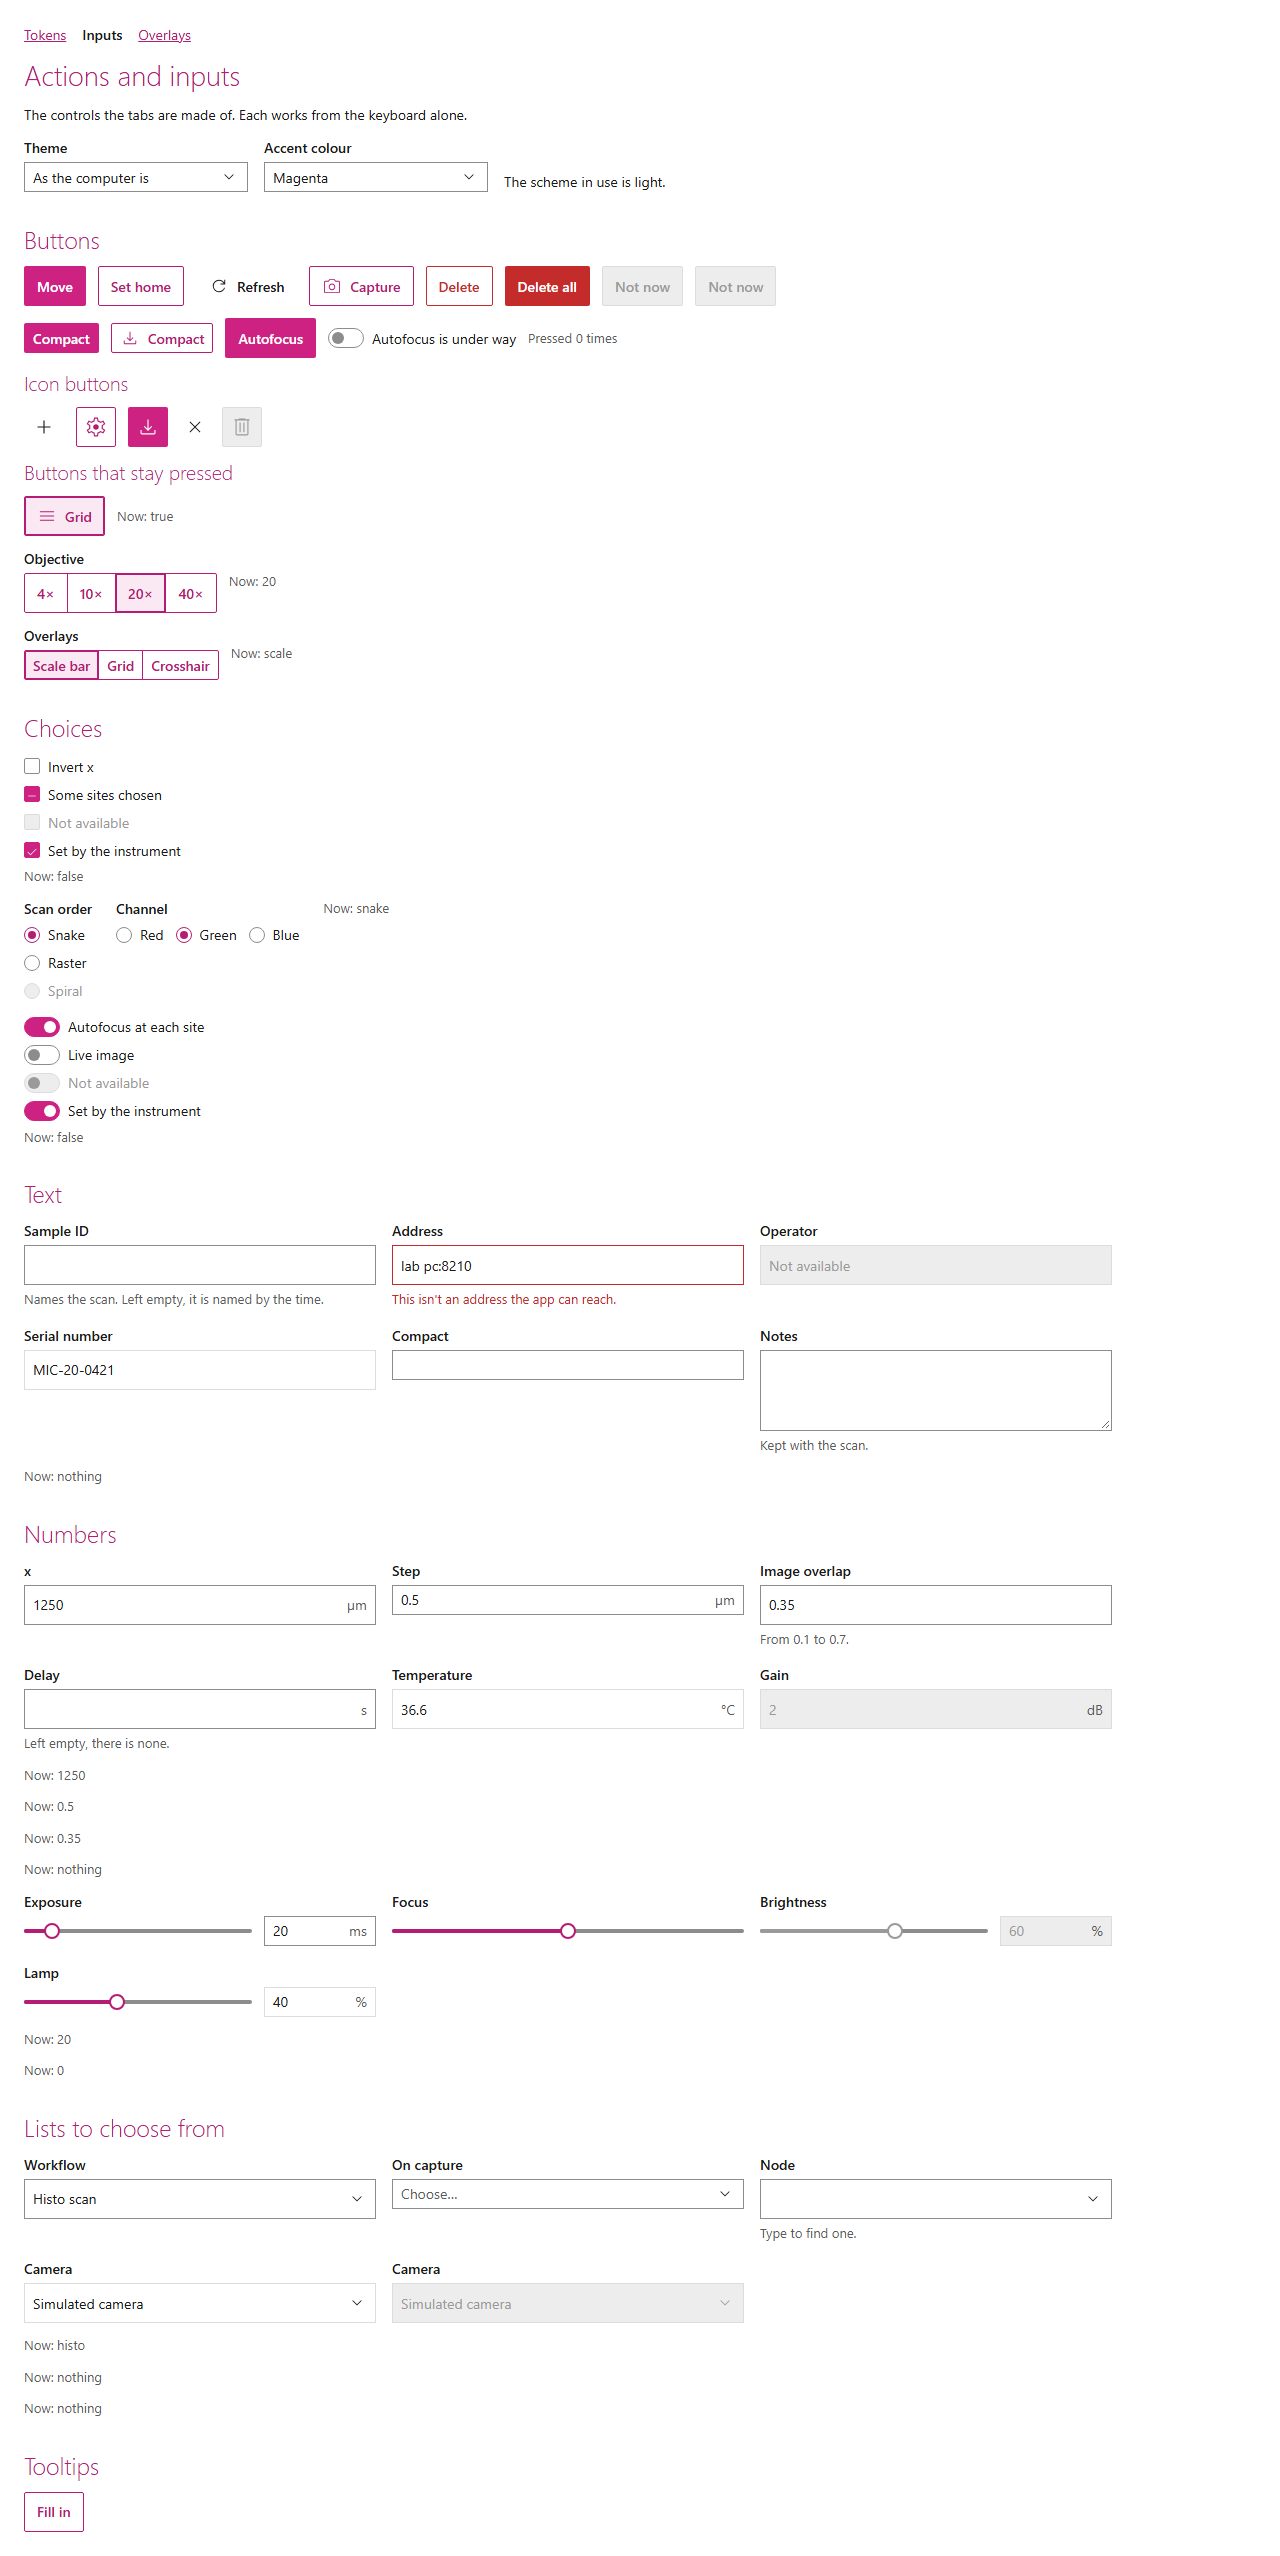 Tokens Inputs Overlays
Actions and inputs
The controls the tabs are made of. Each works from the keyboard alone.
Theme Accent colour
As the computer is Magenta The scheme in use is light.
Buttons
Move Set home Refresh Capture Delete Delete all Not now Not now
Compact Compact Autofocus Autofocus is under way Pressed 0 times
Icon buttons
Buttons that stay pressed
Grid Now: true
Objective
4× 10× 20× 40× Now: 20
Overlays
Scale bar Grid Crosshair Now: scale
Choices
Invert x
Some sites chosen
Not available
Set by the instrument
Now: false
Scan order Channel Now: snake
Snake Red Green Blue
Raster
Spiral
Autofocus at each site
Live image
Not available
Set by the instrument
Now: false
Text
Sample ID Address Operator
lab pc:8210 Not available
Names the scan. Left empty, it is named by the time. This isn't an address the app can reach.
Serial number Compact Notes
MIC-20-0421
Kept with the scan.
Now: nothing
Numbers
x Step Image overlap
1250 µm 0.5 µm 0.35
From 0.1 to 0.7.
Delay Temperature Gain
s 36.6 °C 2 dB
Left empty, there is none.
Now: 1250
Now: 0.5
Now: 0.35
Now: nothing
Exposure Focus Brightness
20 ms 60 %
Lamp
40 %
Now: 20
Now: 0
Lists to choose from
Workflow On capture Node
Histo scan Choose...
Type to find one.
Camera Camera
Simulated camera Simulated camera
Now: histo
Now: nothing
Now: nothing
Tooltips
Fill in